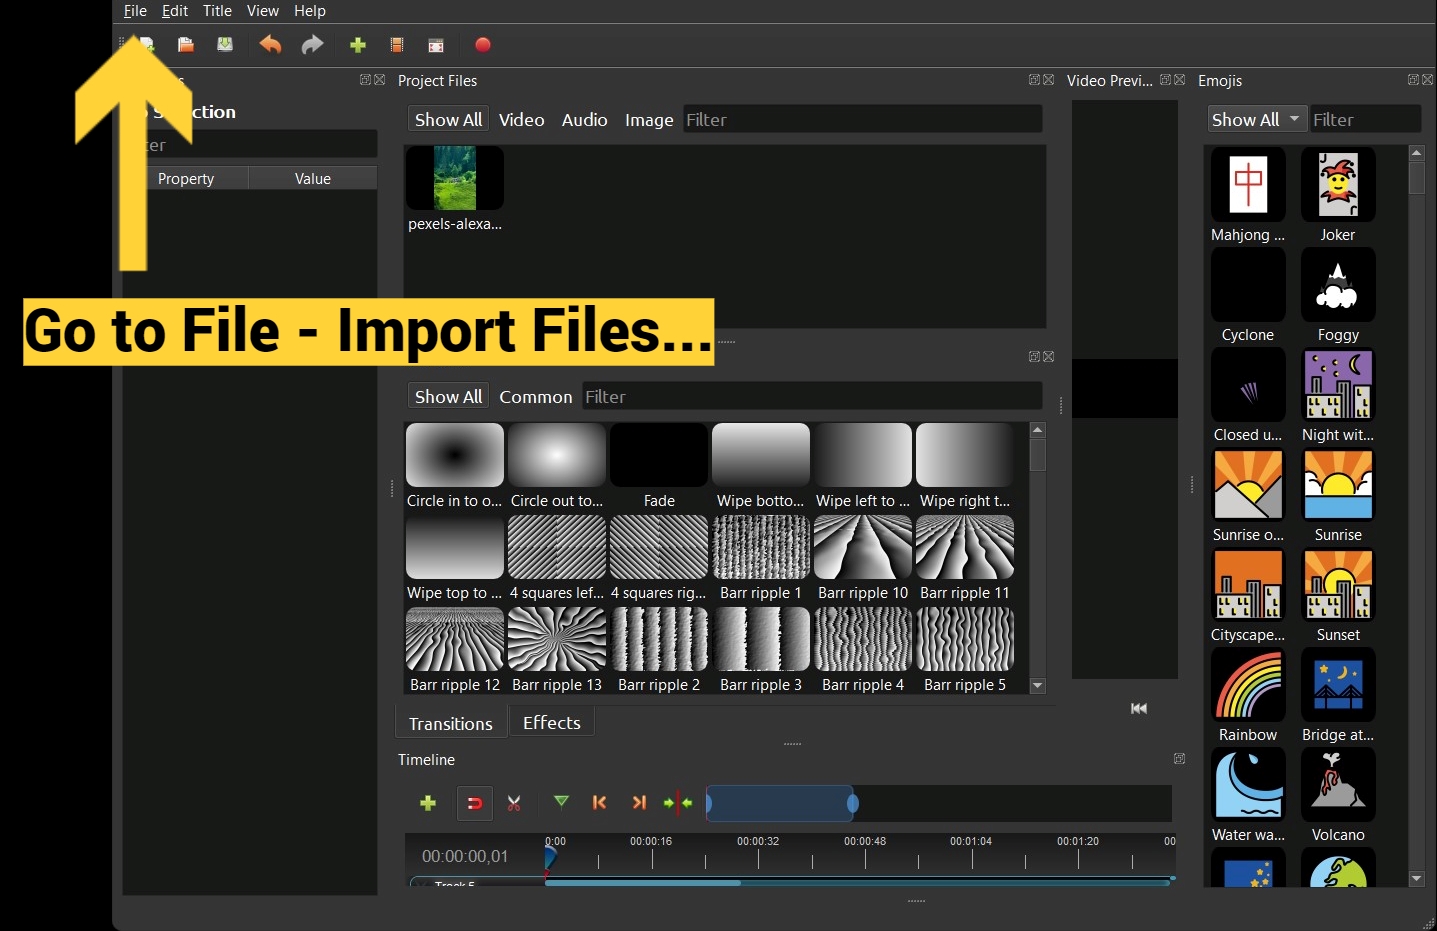 File Edit Title View Help
Project Files
Video Previ...
Emojis
Show All Video Audio Image Filter
Show All Filter
Property Value
pexels-alexa...
Go to File - Import Files...
Show All Common Filter
Circle in to o... Circle out to... Fade Wipe botto... Wipe left to ... Wipe right t...
Wipe top to ... 4 squares lef... 4 squares rig... Barr ripple 1 Barr ripple 10 Barr ripple 11
Barr ripple 12 Barr ripple 13 Barr ripple 2 Barr ripple 3 Barr ripple 4 Barr ripple 5
Transitions Effects
Mahjong ... Joker
Cyclone Foggy
Closed u... Night wit...
Sunrise o... Sunrise
Cityscape... Sunset
Rainbow Bridge at...
Water wa... Volcano
Timeline
0:00 00:00:16 00:00:32 00:00:48 00:01:04 00:01:20 00
00:00:00,01
Track 5